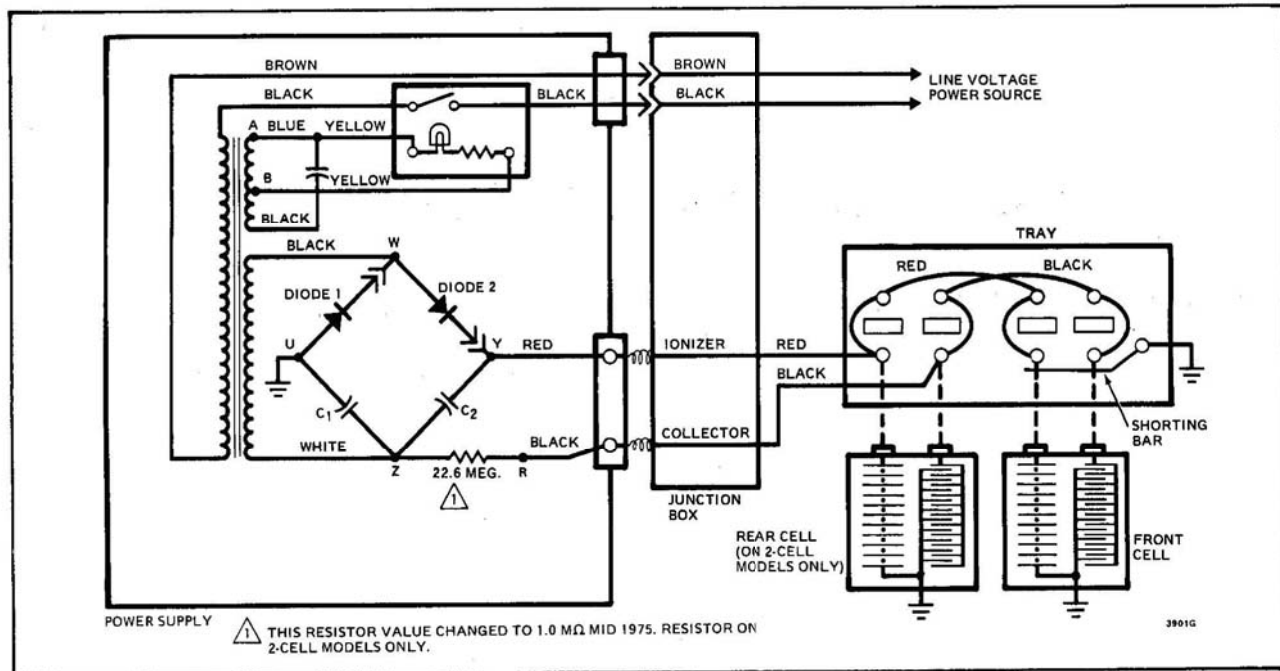 BROWN
BROWN
LINE VOLTAGE
POWER SOURCE
BLACK
BLACK
BLACK
A
BLUE
YELLOW
B
YELLOW
BLACK
BLACK
W
DIODE 1
DIODE 2
U
Y
RED
C1
C2
WHITE
Z
22.6 MEG.
R
BLACK
1
IONIZER
RED
BLACK
COLLECTOR
JUNCTION
BOX
TRAY
RED
BLACK
SHORTING
BAR
REAR CELL
(ON 2-CELL
MODELS ONLY)
FRONT
CELL
POWER SUPPLY
1 THIS RESISTOR VALUE CHANGED TO 1.0 MΩ MID 1975. RESISTOR ON
2-CELL MODELS ONLY.
3901G